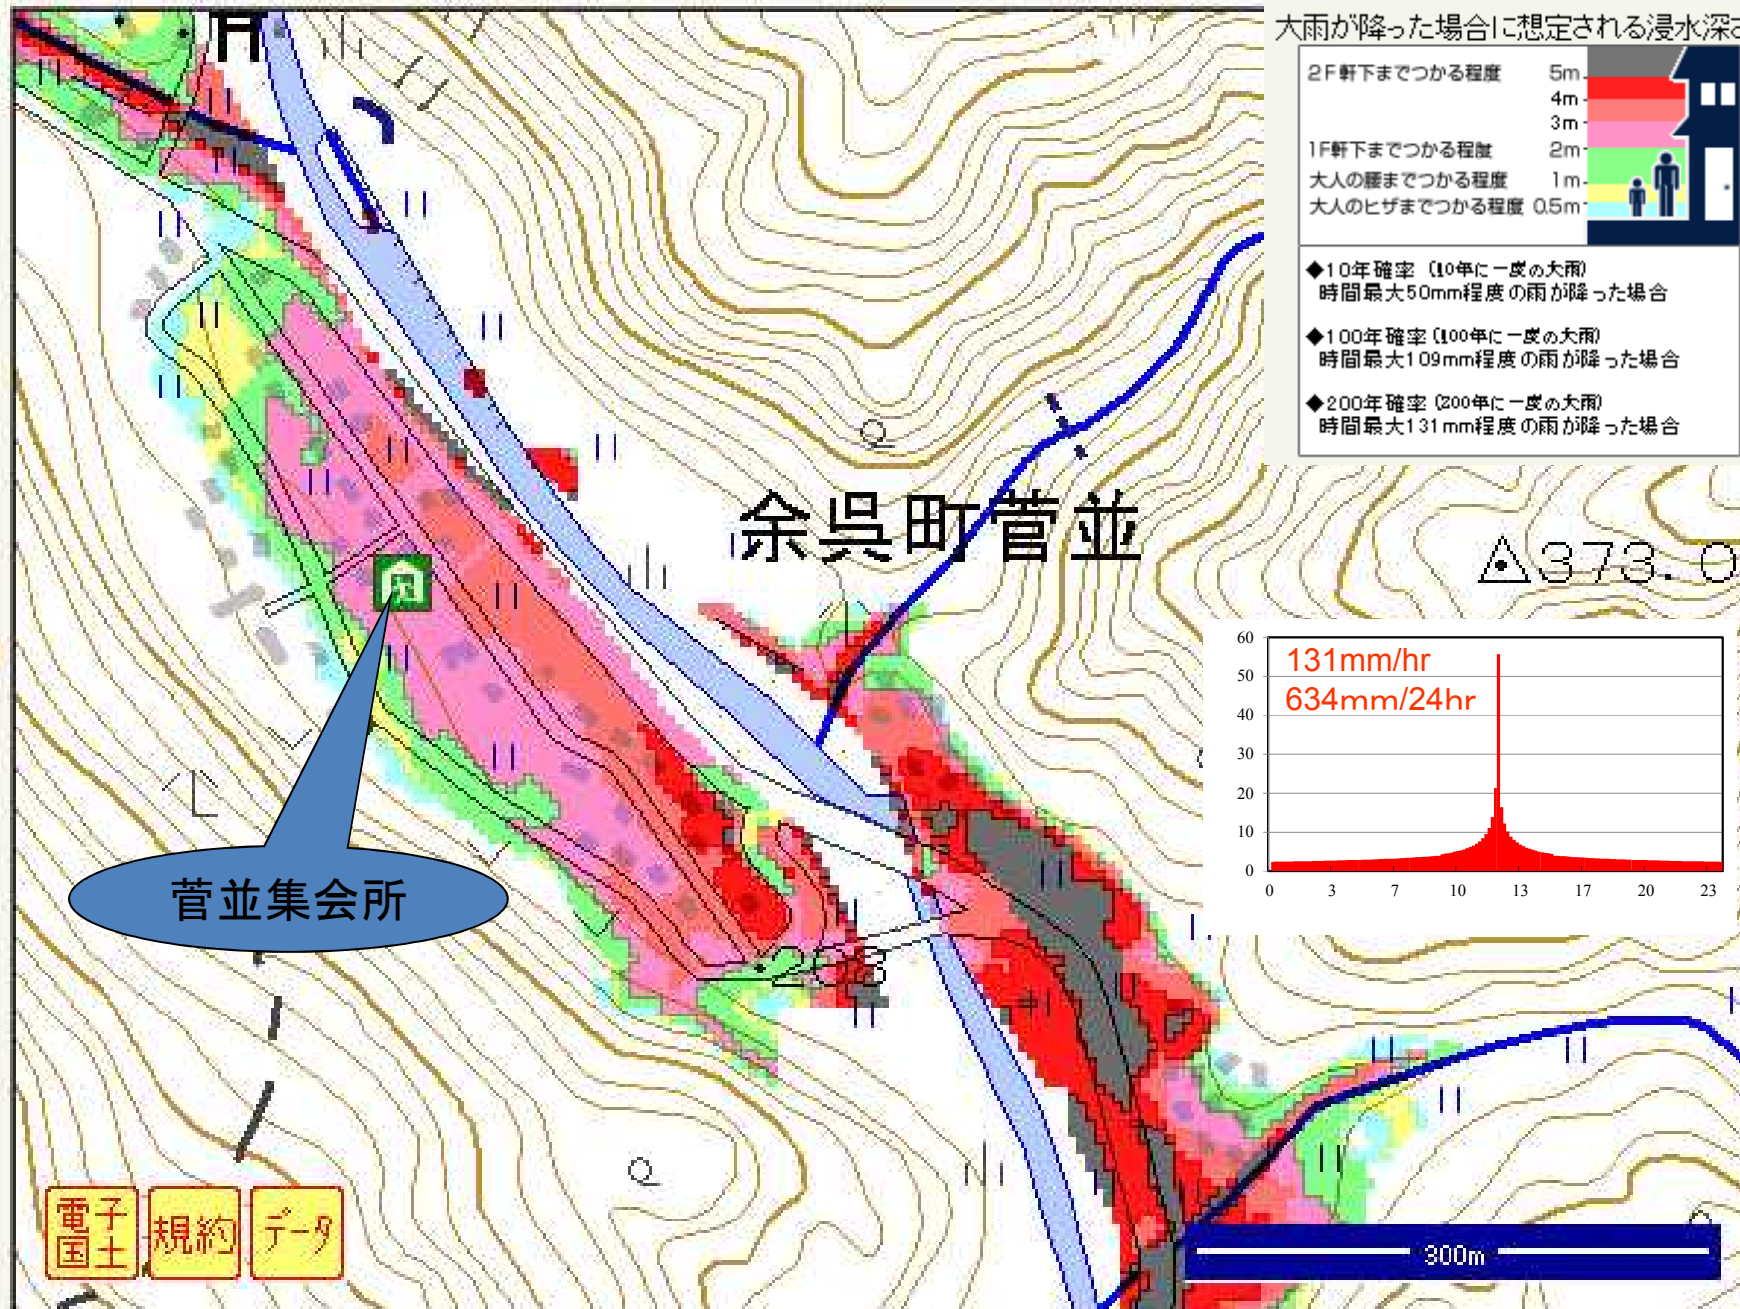 大雨が降った場合に想定される浸水深さ
2F軒下までつかる程度 5m
4m
3m
1F軒下までつかる程度 2m
大人の腰までつかる程度 1m
大人のヒザまでつかる程度 0.5m
◆10年確率(10年に一度の大雨)
時間最大50mm程度の雨が降った場合
◆100年確率(100年に一度の大雨)
時間最大109mm程度の雨が降った場合
◆200年確率(200年に一度の大雨)
時間最大131mm程度の雨が降った場合
余呉町菅並
373.0
131mm/hr
634mm/24hr
60
50
40
30
20
10
0
0 3 7 10 13 17 20 23
菅並集会所
電子国土
規約
データ
300m